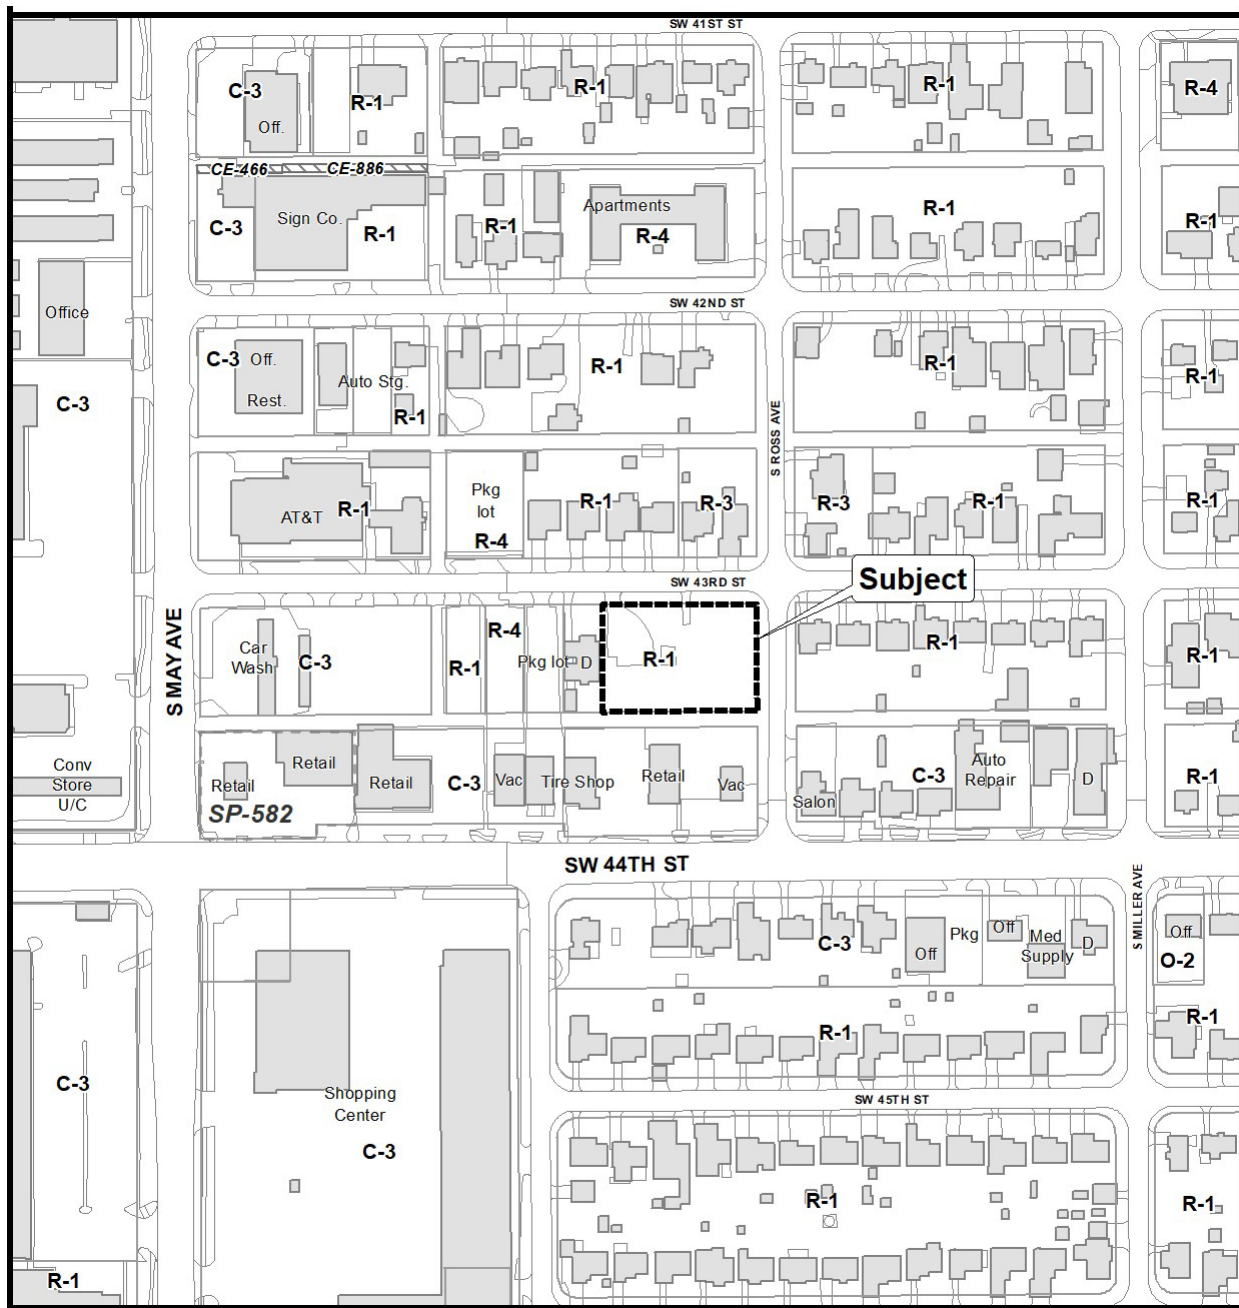 SW 41ST ST
C-3
Off.
R-1
R-1
R-1
R-4
CE-466
CE-886
Sign Co.
C-3
R-1
R-1
Apartments
R-4
R-1
R-1
SW 42ND ST
Office
C-3
Off.
Rest.
Auto Stg.
R-1
R-1
R-1
R-1
C-3
S ROSS AVE
AT&T
R-1
Pkg
lot
R-4
R-1
R-3
R-3
R-1
R-1
SW 43RD ST
Subject
S MAY AVE
Car
Wash
C-3
R-1
R-4
Pkg lot
D
R-1
R-1
R-1
Conv
Store
U/C
Retail
Retail
Retail
SP-582
C-3
Vac
Tire Shop
Retail
Vac
Salon
C-3
Auto
Repair
D
R-1
SW 44TH ST
S MILLER AVE
C-3
Off
Pkg
Off
Med
Supply
D
Off
O-2
R-1
R-1
C-3
Shopping
Center
C-3
SW 45TH ST
R-1
R-1
R-1